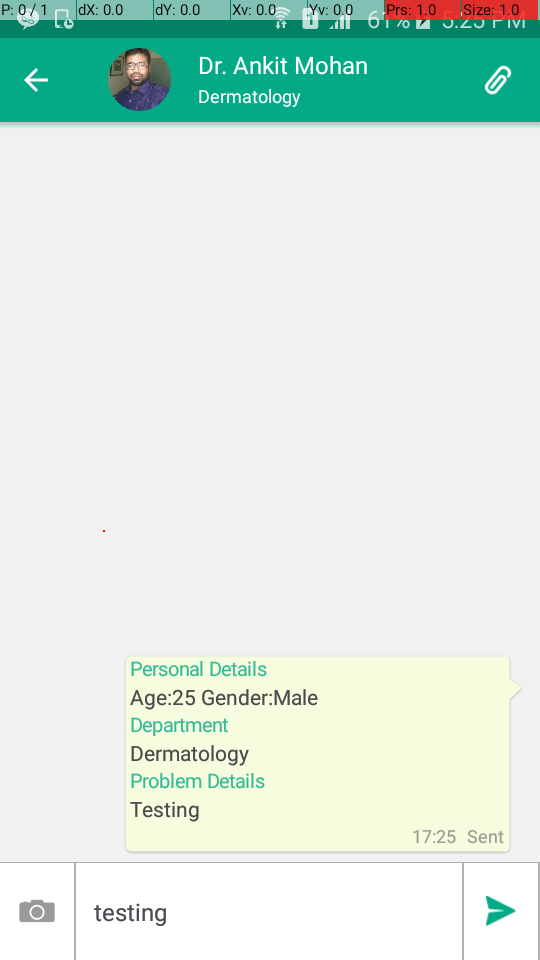 P: 0 / 1 dX: 0.0 dY: 0.0 Xv: 0.0 Yv: 0.0 Prs: 1.0 Size: 1.0
61% 5:25 PM
Dr. Ankit Mohan
Dermatology
Personal Details
Age:25 Gender:Male
Department
Dermatology
Problem Details
Testing
17:25 Sent
testing